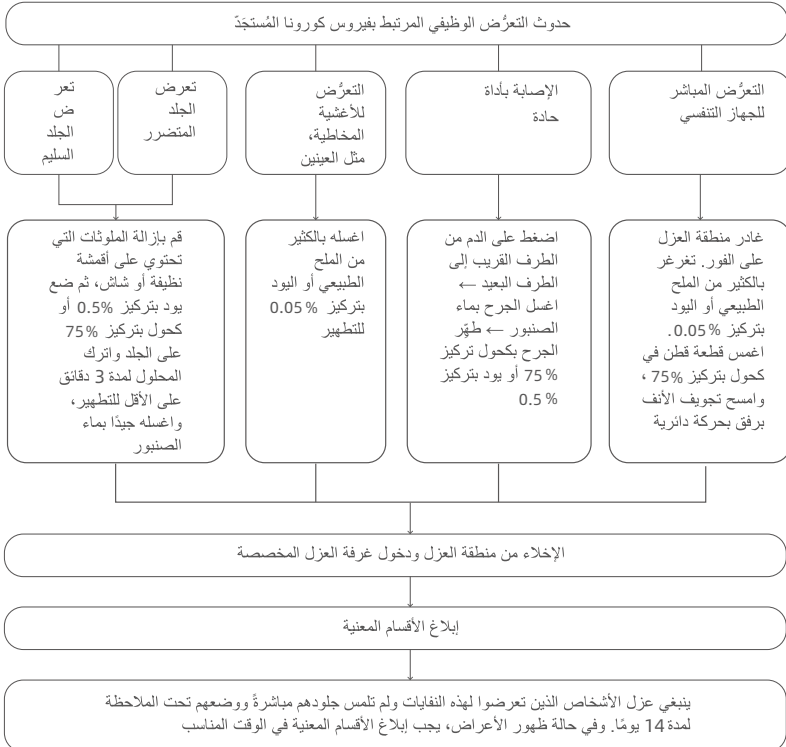 حدوث التعرُّض الوظيفي المرتبط بفيروس كورونا المُستجَدّ
التعرُّض المباشر
للجهاز التنفسي
الإصابة بأداة
حادة
التعرُّض
للأغشية
المخاطية،
مثل العينين
تعرض
الجلد
المتضرر
تعر
ض
الجلد
السليم
غادر منطقة العزل
على الفور. تغرغر
بالكثير من الملح
الطبيعي أو اليود
بتركيز %0.05.
اغمس قطعة قطن في
كحول بتركيز %75 ،
وامسح تجويف الأنف
برفق بحركة دائرية
اضغط على الدم من
الطرف القريب إلى
الطرف البعيد ←
اغسل الجرح بماء
الصنبور ← طهِّر
الجرح بكحول تركيز
75 % أو يود بتركيز
0.5 %
اغسله بالكثير
من الملح
الطبيعي أو اليود
بتركيز %0.05
للتطهير
قم بإزالة الملوثات التي
تحتوي على أقمشة
نظيفة أو شاش، ثم ضع
يود بتركيز %0.5 أو
كحول بتركيز %75
على الجلد واترك
المحلول لمدة 3 دقائق
على الأقل للتطهير،
واغسله جيدًا بماء
الصنبور
الإخلاء من منطقة العزل ودخول غرفة العزل المخصصة
إبلاغ الأقسام المعنية
ينبغي عزل الأشخاص الذين تعرضوا لهذه النفايات ولم تلمس جلودهم مباشرةً ووضعهم تحت الملاحظة
لمدة 14 يومًا. وفي حالة ظهور الأعراض، يجب إبلاغ الأقسام المعنية في الوقت المناسب